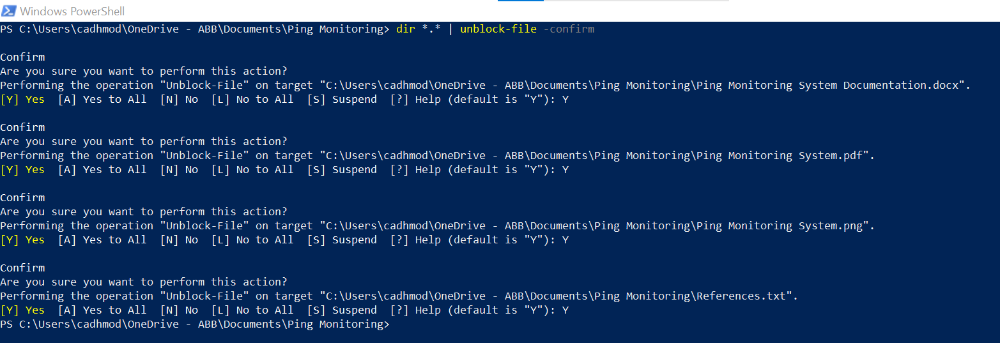 Windows PowerShell
PS C:\Users\cadhmod\OneDrive - ABB\Documents\Ping Monitoring> dir *.* | unblock-file -confirm
Confirm
Are you sure you want to perform this action?
Performing the operation "Unblock-File" on target "C:\Users\cadhmod\OneDrive - ABB\Documents\Ping Monitoring\Ping Monitoring System Documentation.docx".
[Y] Yes  [A] Yes to All  [N] No  [L] No to All  [S] Suspend  [?] Help (default is "Y"): Y
Confirm
Are you sure you want to perform this action?
Performing the operation "Unblock-File" on target "C:\Users\cadhmod\OneDrive - ABB\Documents\Ping Monitoring\Ping Monitoring System.pdf".
[Y] Yes  [A] Yes to All  [N] No  [L] No to All  [S] Suspend  [?] Help (default is "Y"): Y
Confirm
Are you sure you want to perform this action?
Performing the operation "Unblock-File" on target "C:\Users\cadhmod\OneDrive - ABB\Documents\Ping Monitoring\Ping Monitoring System.png".
[Y] Yes  [A] Yes to All  [N] No  [L] No to All  [S] Suspend  [?] Help (default is "Y"): Y
Confirm
Are you sure you want to perform this action?
Performing the operation "Unblock-File" on target "C:\Users\cadhmod\OneDrive - ABB\Documents\Ping Monitoring\References.txt".
[Y] Yes  [A] Yes to All  [N] No  [L] No to All  [S] Suspend  [?] Help (default is "Y"): Y
PS C:\Users\cadhmod\OneDrive - ABB\Documents\Ping Monitoring>